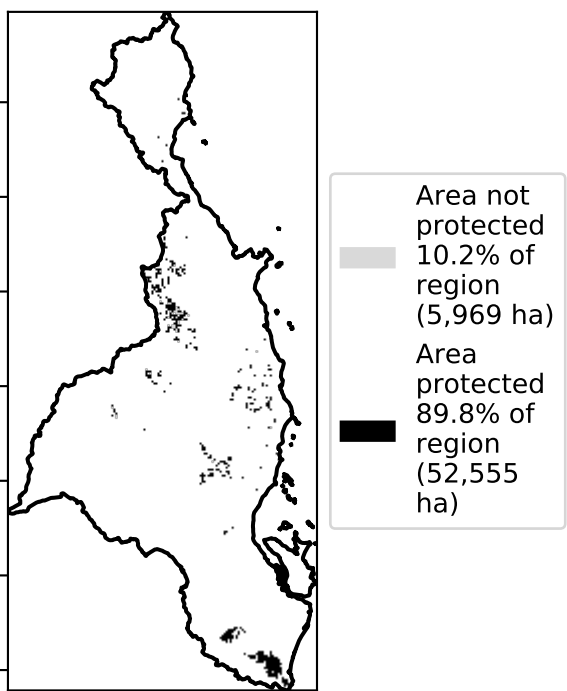 Area not
protected
10.2% of
region
(5,969 ha)
Area
protected
89.8% of
region
(52,555
ha)